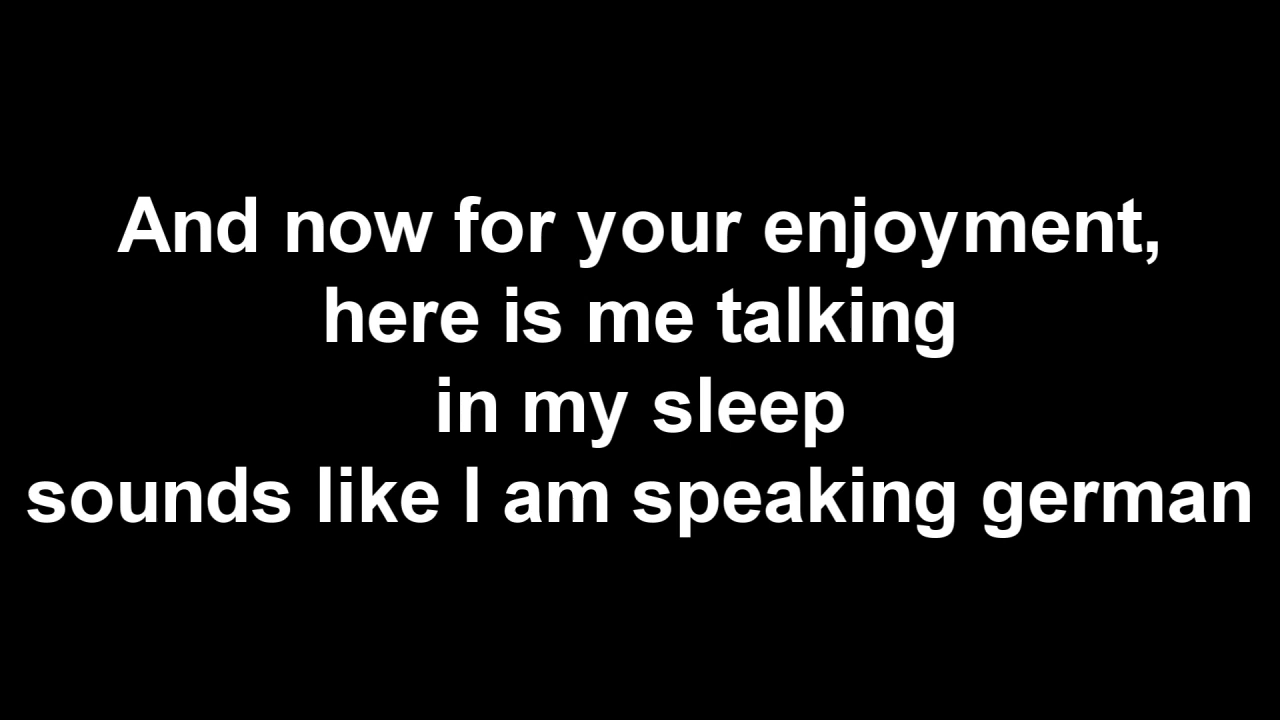 And now for your enjoyment,
here is me talking
in my sleep
sounds like I am speaking german